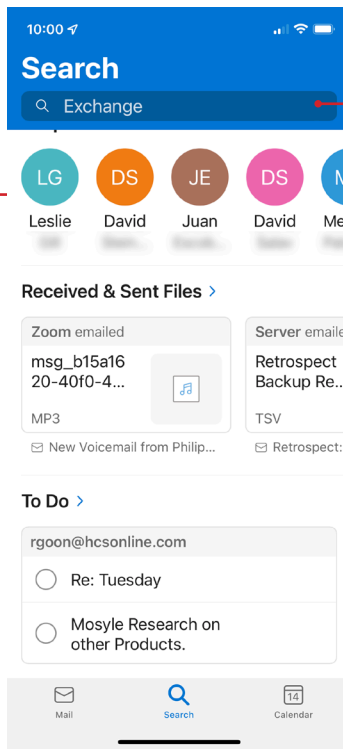 10:00
Search
Exchange
LG
DS
JE
DS
Leslie
David
Juan
David
Me
Received & Sent Files >
Zoom emailed
msg_b15a16
20-40f0-4...
MP3
New Voicemail from Philip...
Server emaile
Retrospect
Backup Re..
TSV
Retrospect:
To Do >
rgoon@hcsonline.com
Re: Tuesday
Mosyle Research on
other Products.
Mail
Search
14
Calendar